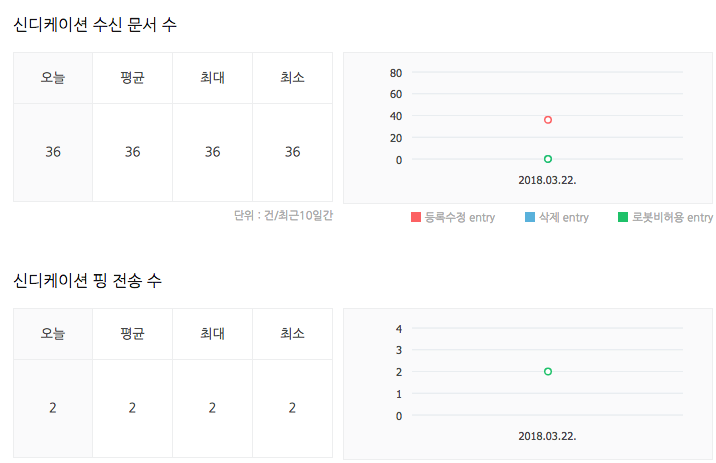 신디케이션 수신 문서 수
오늘 평균 최대 최소
36 36 36 36
단위 : 건/최근10일간
80
60
40
20
0
2018.03.22.
등록수정 entry 삭제 entry 로봇비허용 entry
신디케이션 핑 전송 수
오늘 평균 최대 최소
2 2 2 2
4
3
2
1
0
2018.03.22.